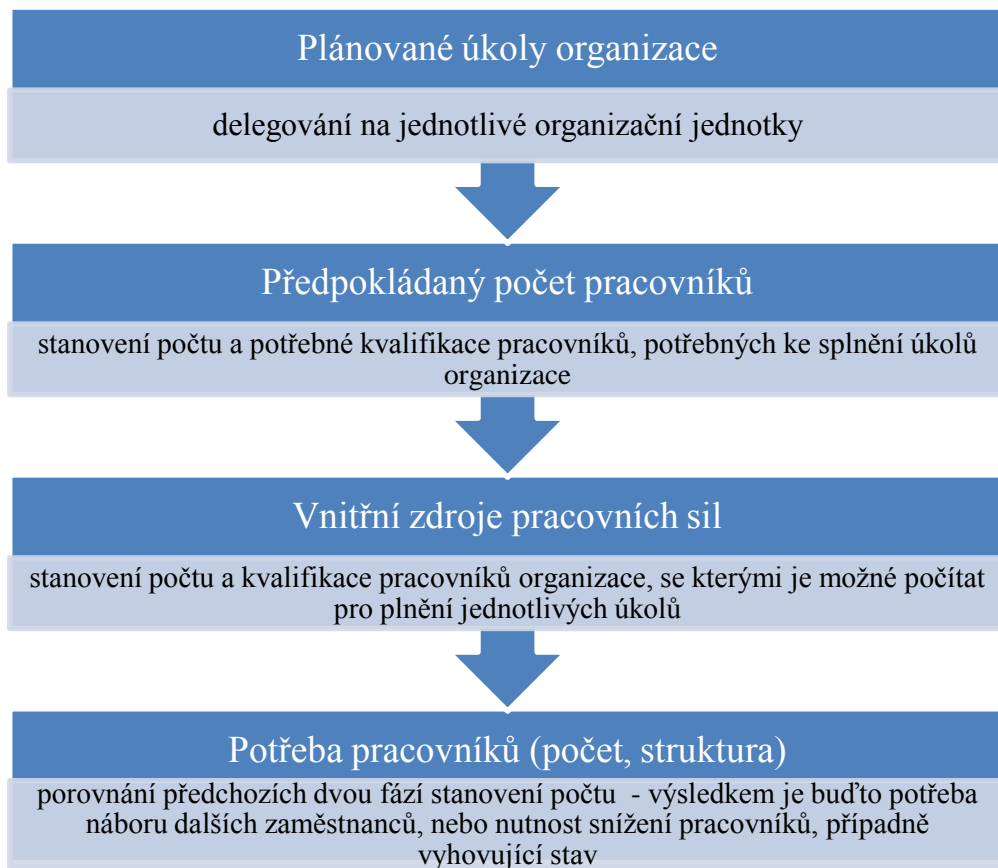 Plánované úkoly organizace
delegování na jednotlivé organizační jednotky
Předpokládaný počet pracovníků
stanovení počtu a potřebné kvalifikace pracovníků, potřebných ke splnění úkolů
organizace
Vnitřní zdroje pracovních sil
stanovení počtu a kvalifikace pracovníků organizace, se kterými je možné počítat
pro plnění jednotlivých úkolů
Potřeba pracovníků (počet, struktura)
porovnání předchozích dvou fází stanovení počtu - výsledkem je buďto potřeba
náboru dalších zaměstnanců, nebo nutnost snížení pracovníků, případně
vyhovující stav